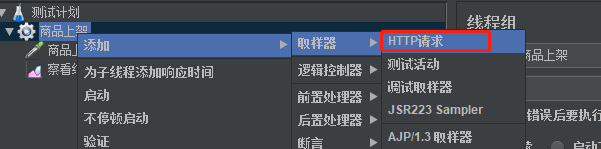 测试计划
商品上架
商品上
察看结
添加
为子线程添加响应时间
启动
不停顿启动
验证
取样器
逻辑控制器
前置处理器
后置处理器
断言
HTTP请求
测试活动
调试取样器
JSR223 Sampler
AJP/1.3 取样器
线程组
商品上架
错误后要执行